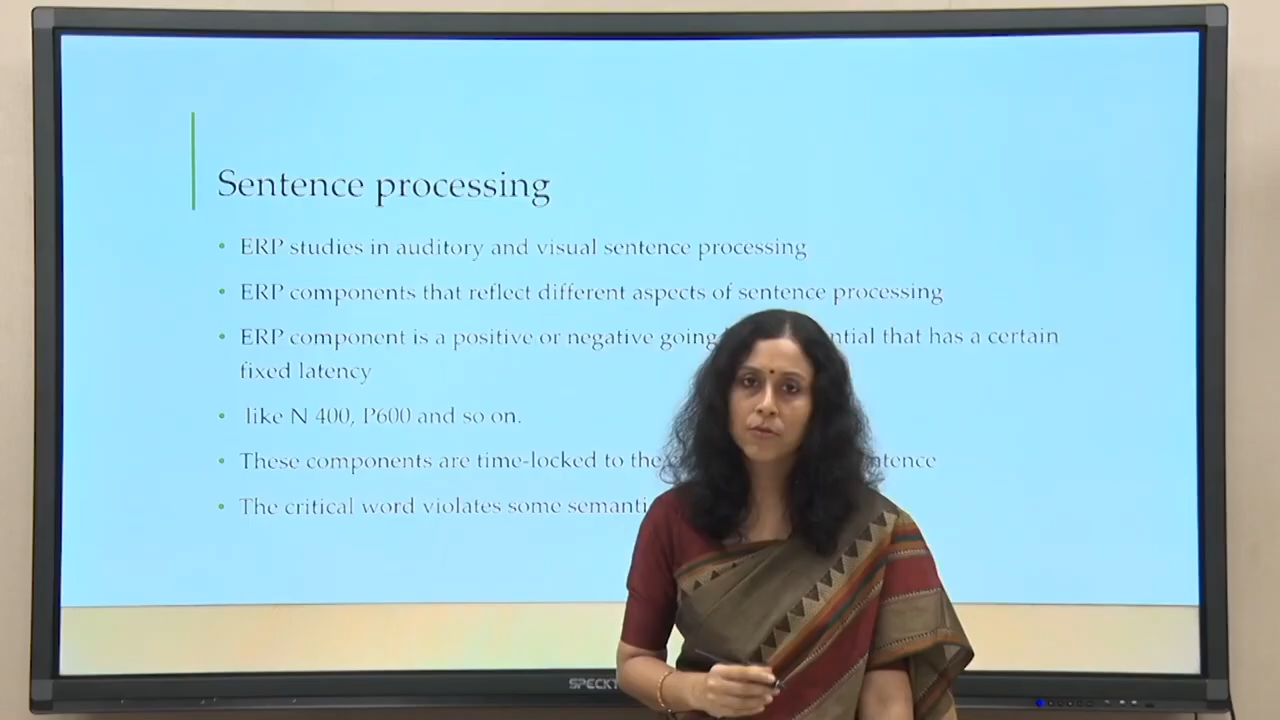 Sentence processing
• ERP studies in auditory and visual sentence processing
• ERP components that reflect different aspects of sentence processing
• ERP component is a positive or negative going ntial that has a certain
fixed latency
• like N 400, P600 and so on.
• These components are time-locked to the ntence
• The critical word violates some semanti
SPECKT